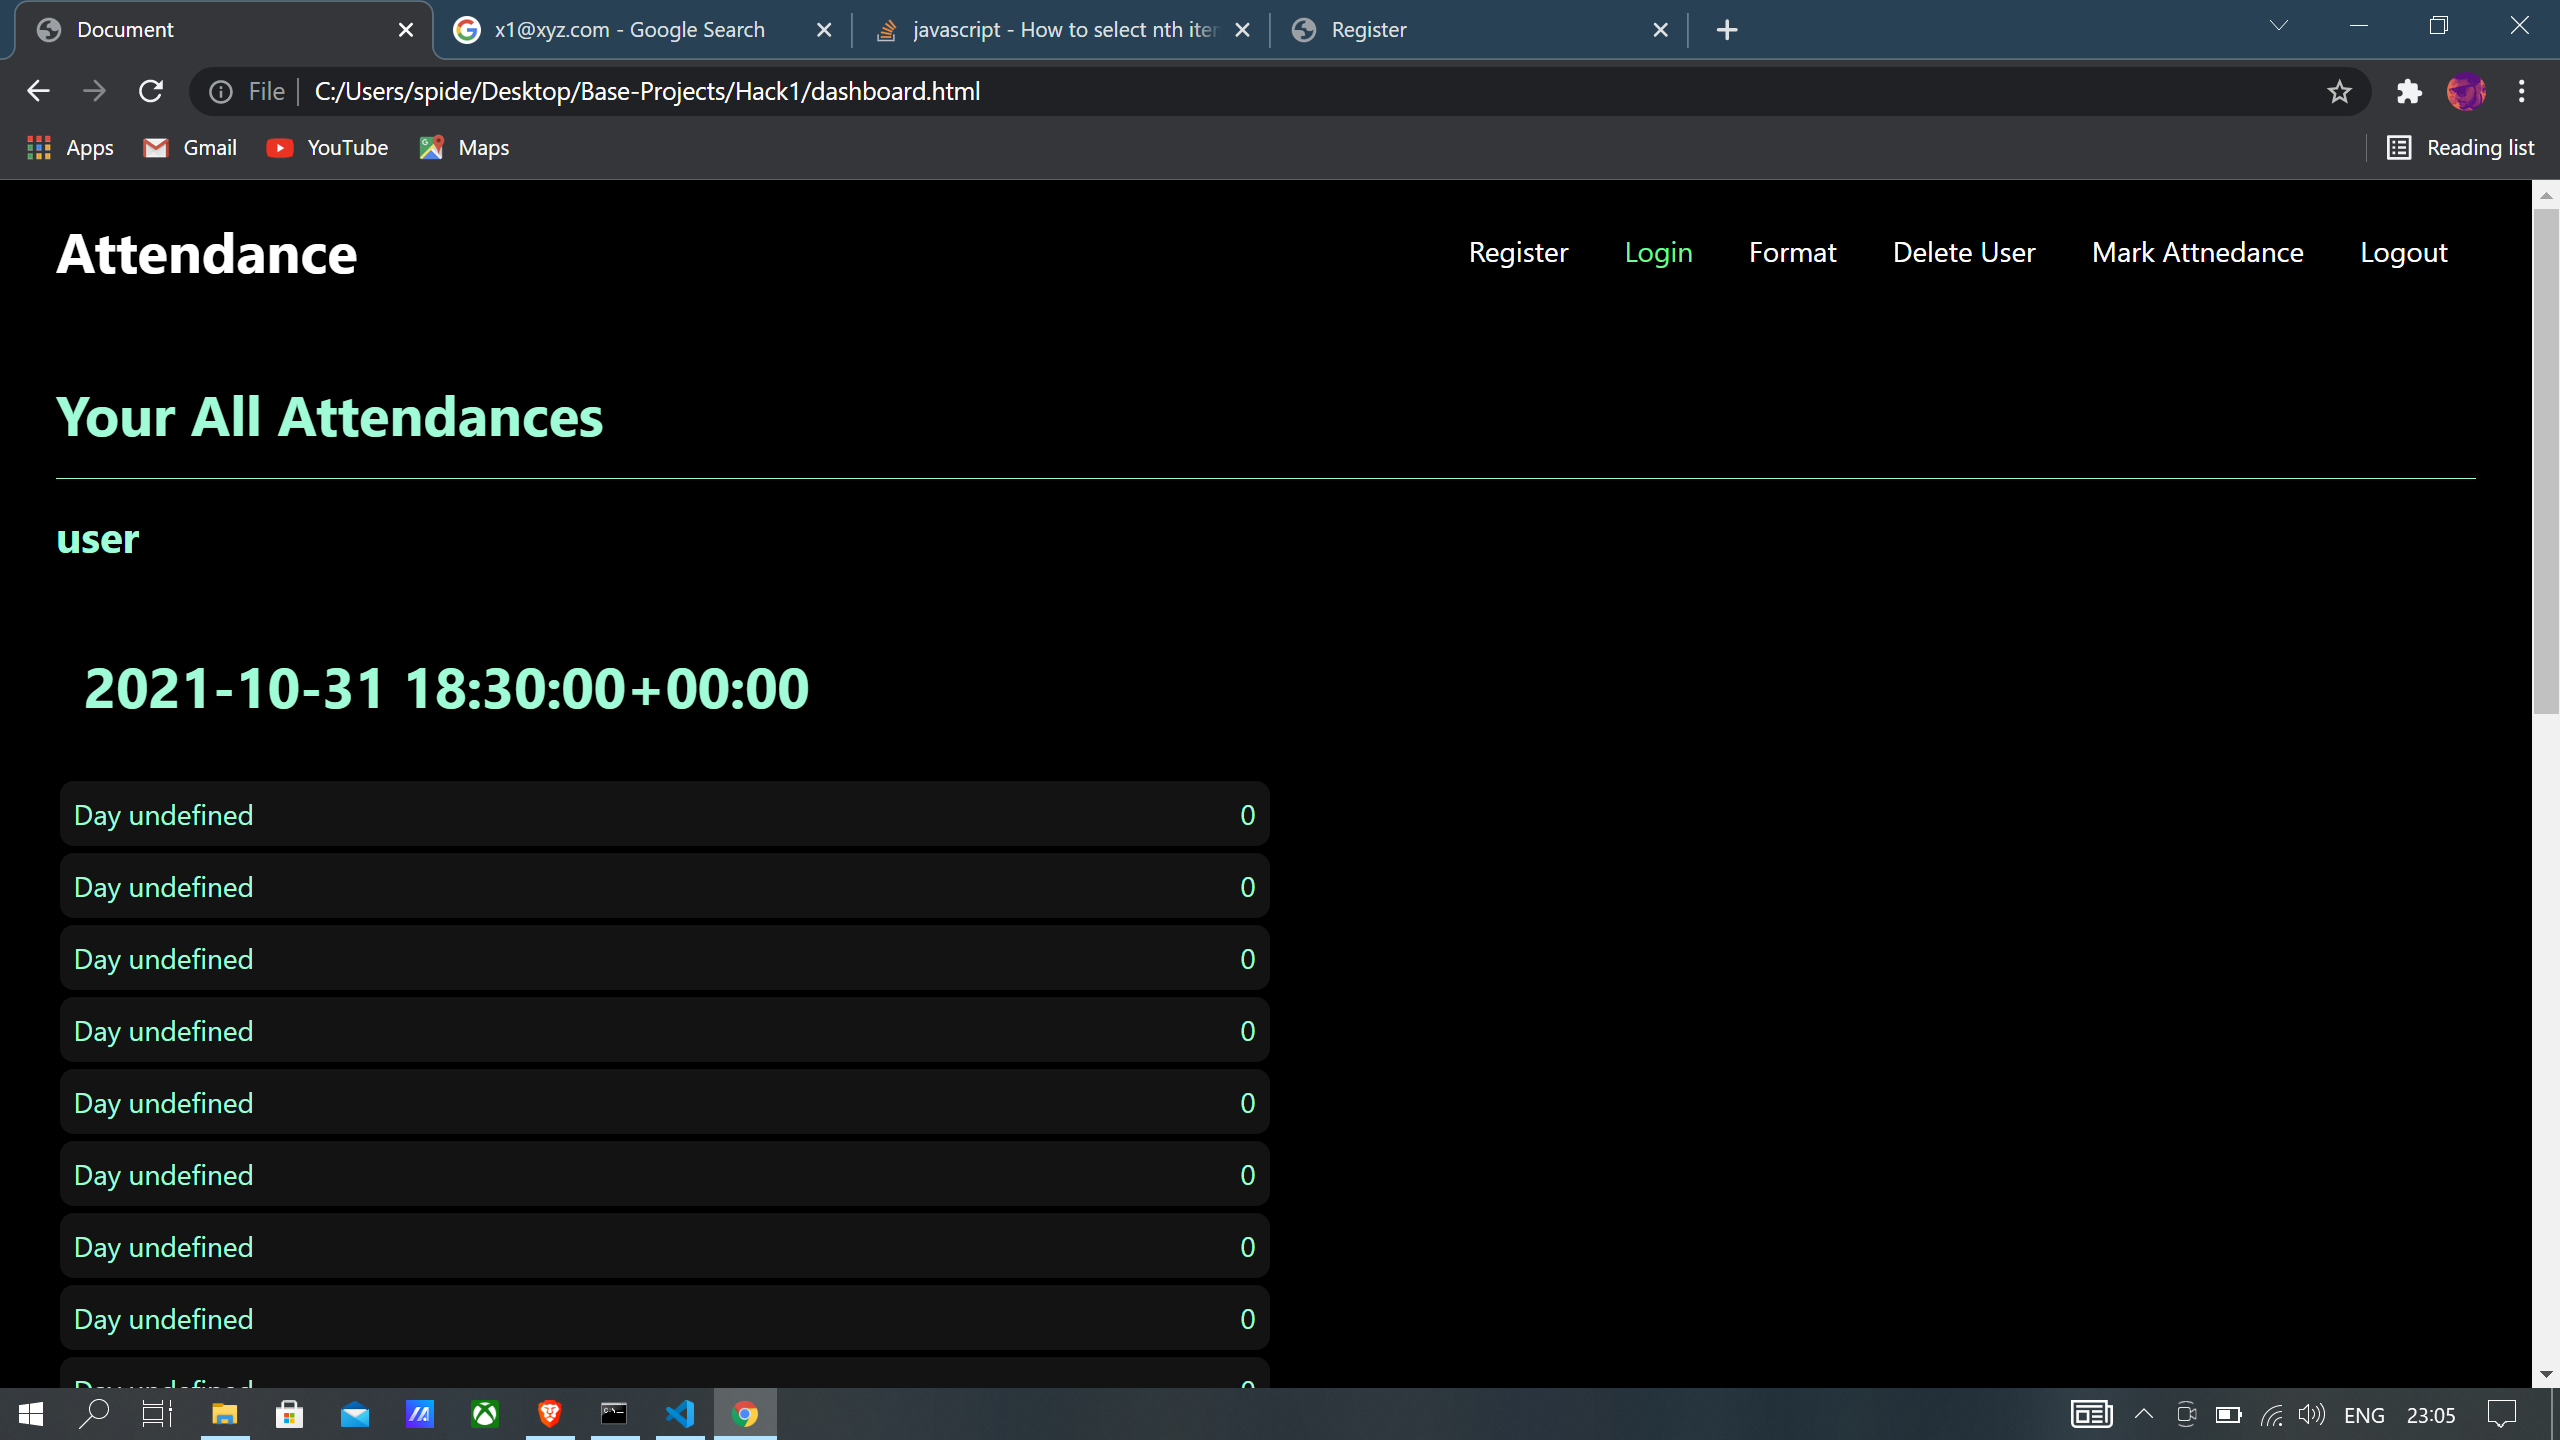 Document
x1@xyz.com - Google Search
javascript - How to select nth iter
Register
File
C:/Users/spide/Desktop/Base-Projects/Hack1/dashboard.html
Apps
Gmail
YouTube
Maps
Reading list
Attendance
Register
Login
Format
Delete User
Mark Attnedance
Logout
Your All Attendances
user
2021-10-31 18:30:00+00:00
Day undefined 0
Day undefined 0
Day undefined 0
Day undefined 0
Day undefined 0
Day undefined 0
Day undefined 0
Day undefined 0
Day undefined 0
ENG
23:05